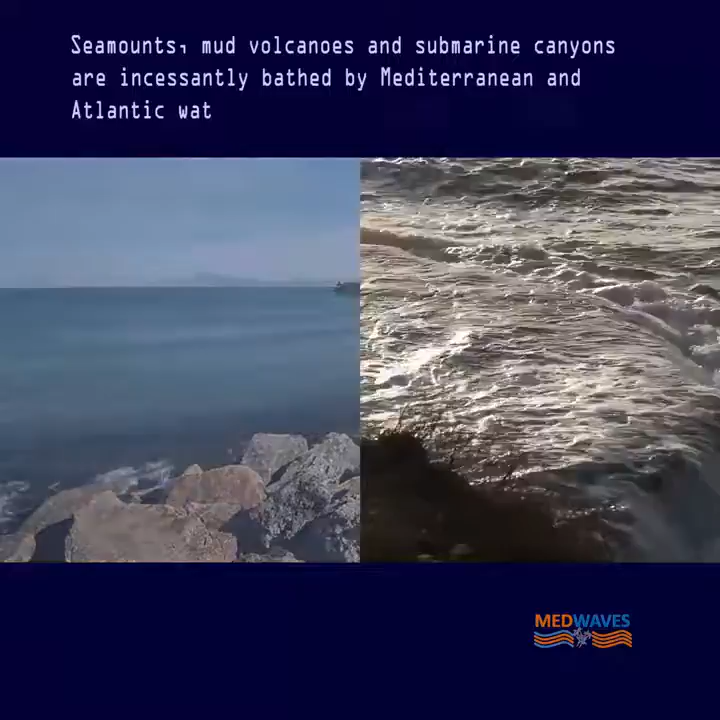 Seamounts, mud volcanoes and submarine canyons
are incessantly bathed by Mediterranean and
Atlantic wat
MEDWAVES